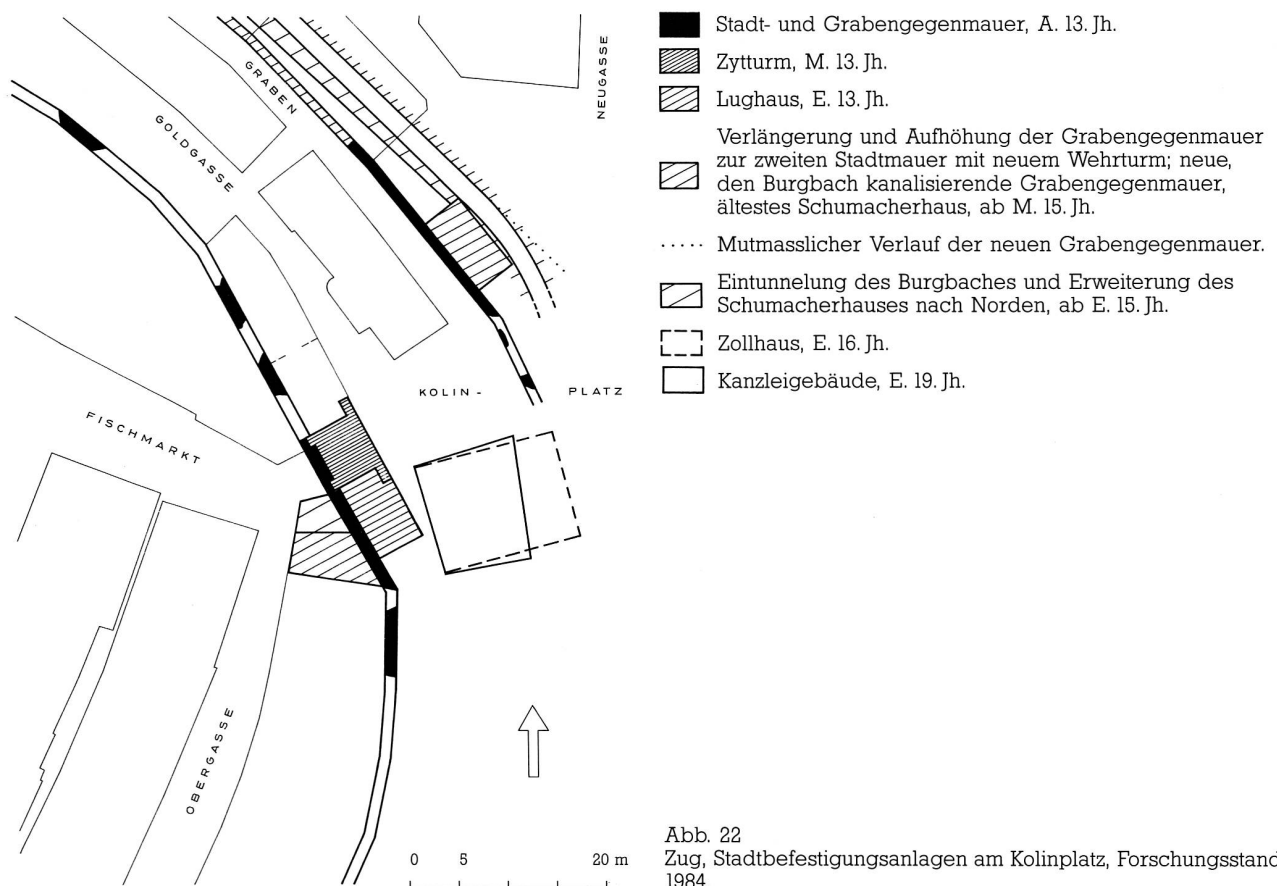 GRABEN
NEUGASSE
GOLDGASSE
KOLIN - PLATZ
FISCHMARKT
OBERGASSE
0 5 20 m
Stadt- und Grabengegenmauer, A. 13. Jh.
Zytturm, M. 13. Jh.
Lughaus, E. 13. Jh.
Verlängerung und Aufhöhung der Grabengegenmauer
zur zweiten Stadtmauer mit neuem Wehrturm; neue,
den Burgbach kanalisierende Grabengegenmauer,
ältestes Schumacherhaus, ab M. 15. Jh.
Mutmasslicher Verlauf der neuen Grabengegenmauer.
Eintunnelung des Burgbaches und Erweiterung des
Schumacherhauses nach Norden, ab E. 15. Jh.
Zollhaus, E. 16. Jh.
Kanzleigebäude, E. 19. Jh.
Abb. 22
Zug, Stadtbefestigungsanlagen am Kolinplatz, Forschungsstand
1984